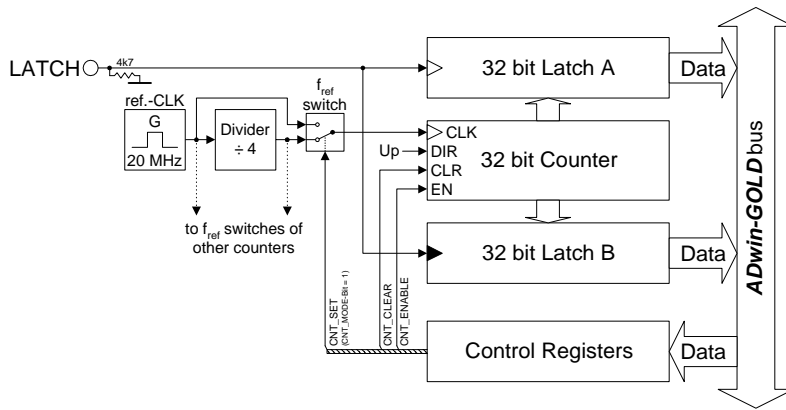 LATCH
4k7
ref.-CLK
G
20 MHz
Divider
÷ 4
f ref
switch
to f ref switches of
other counters
32 bit Latch A
Data
CLK
Up
DIR
CLR
EN
32 bit Counter
32 bit Latch B
Data
CNT_SET
(CNT_MODE-Bit = 1)
CNT_CLEAR
CNT_ENABLE
Control Registers
Data
ADwin-GOLD bus